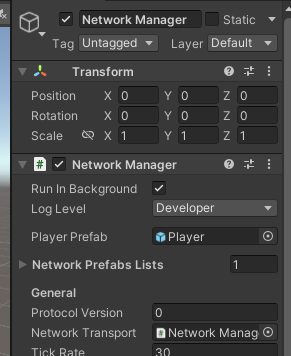 Network Manager Static
Tag Untagged Layer Default
Transform
Position X 0 Y 0 Z 0
Rotation X 0 Y 0 Z 0
Scale X 1 Y 1 Z 1
# Network Manager
Run In Background
Log Level Developer
Player Prefab Player
Network Prefabs Lists 1
General
Protocol Version 0
Network Transport # Network Manag
Tick Rate 30